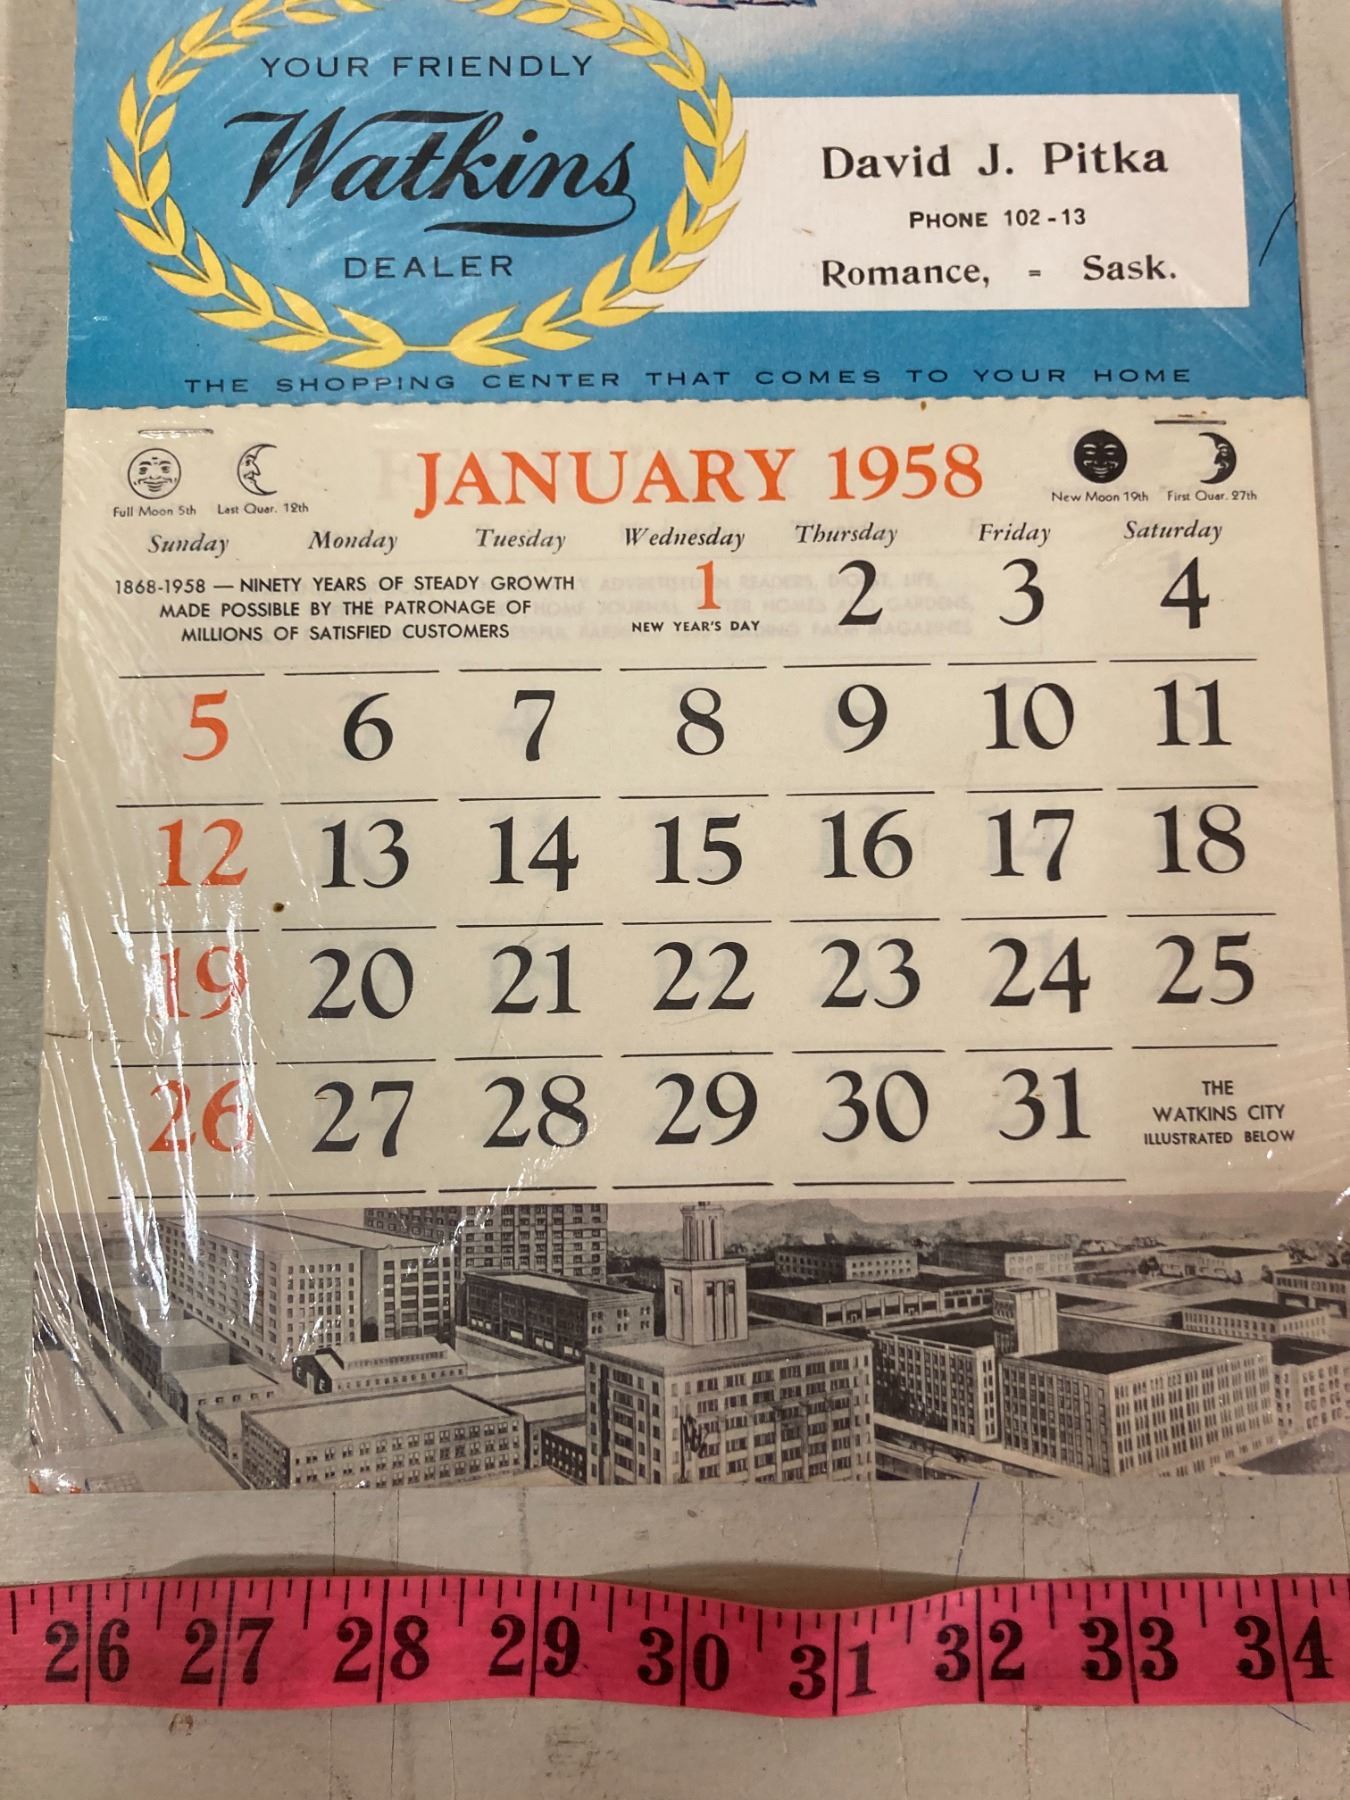 YOUR FRIENDLY
Watkins
DEALER
David J. Pitka
PHONE 102-13
Romance, = Sask.
THE SHOPPING CENTER THAT COMES TO YOUR HOME
Full Moon 5th Last Quar. 12th
JANUARY 1958
New Moon 19th First Quar. 27th
Sunday Monday Tuesday Wednesday Thursday Friday Saturday
1868-1958 — NINETY YEARS OF STEADY GROWTH
MADE POSSIBLE BY THE PATRONAGE OF
MILLIONS OF SATISFIED CUSTOMERS
1 2 3 4
NEW YEAR'S DAY
5 6 7 8 9 10 11
12 13 14 15 16 17 18
19 20 21 22 23 24 25
26 27 28 29 30 31
THE
WATKINS CITY
ILLUSTRATED BELOW
26 27 28 29 30 31 32 33 34